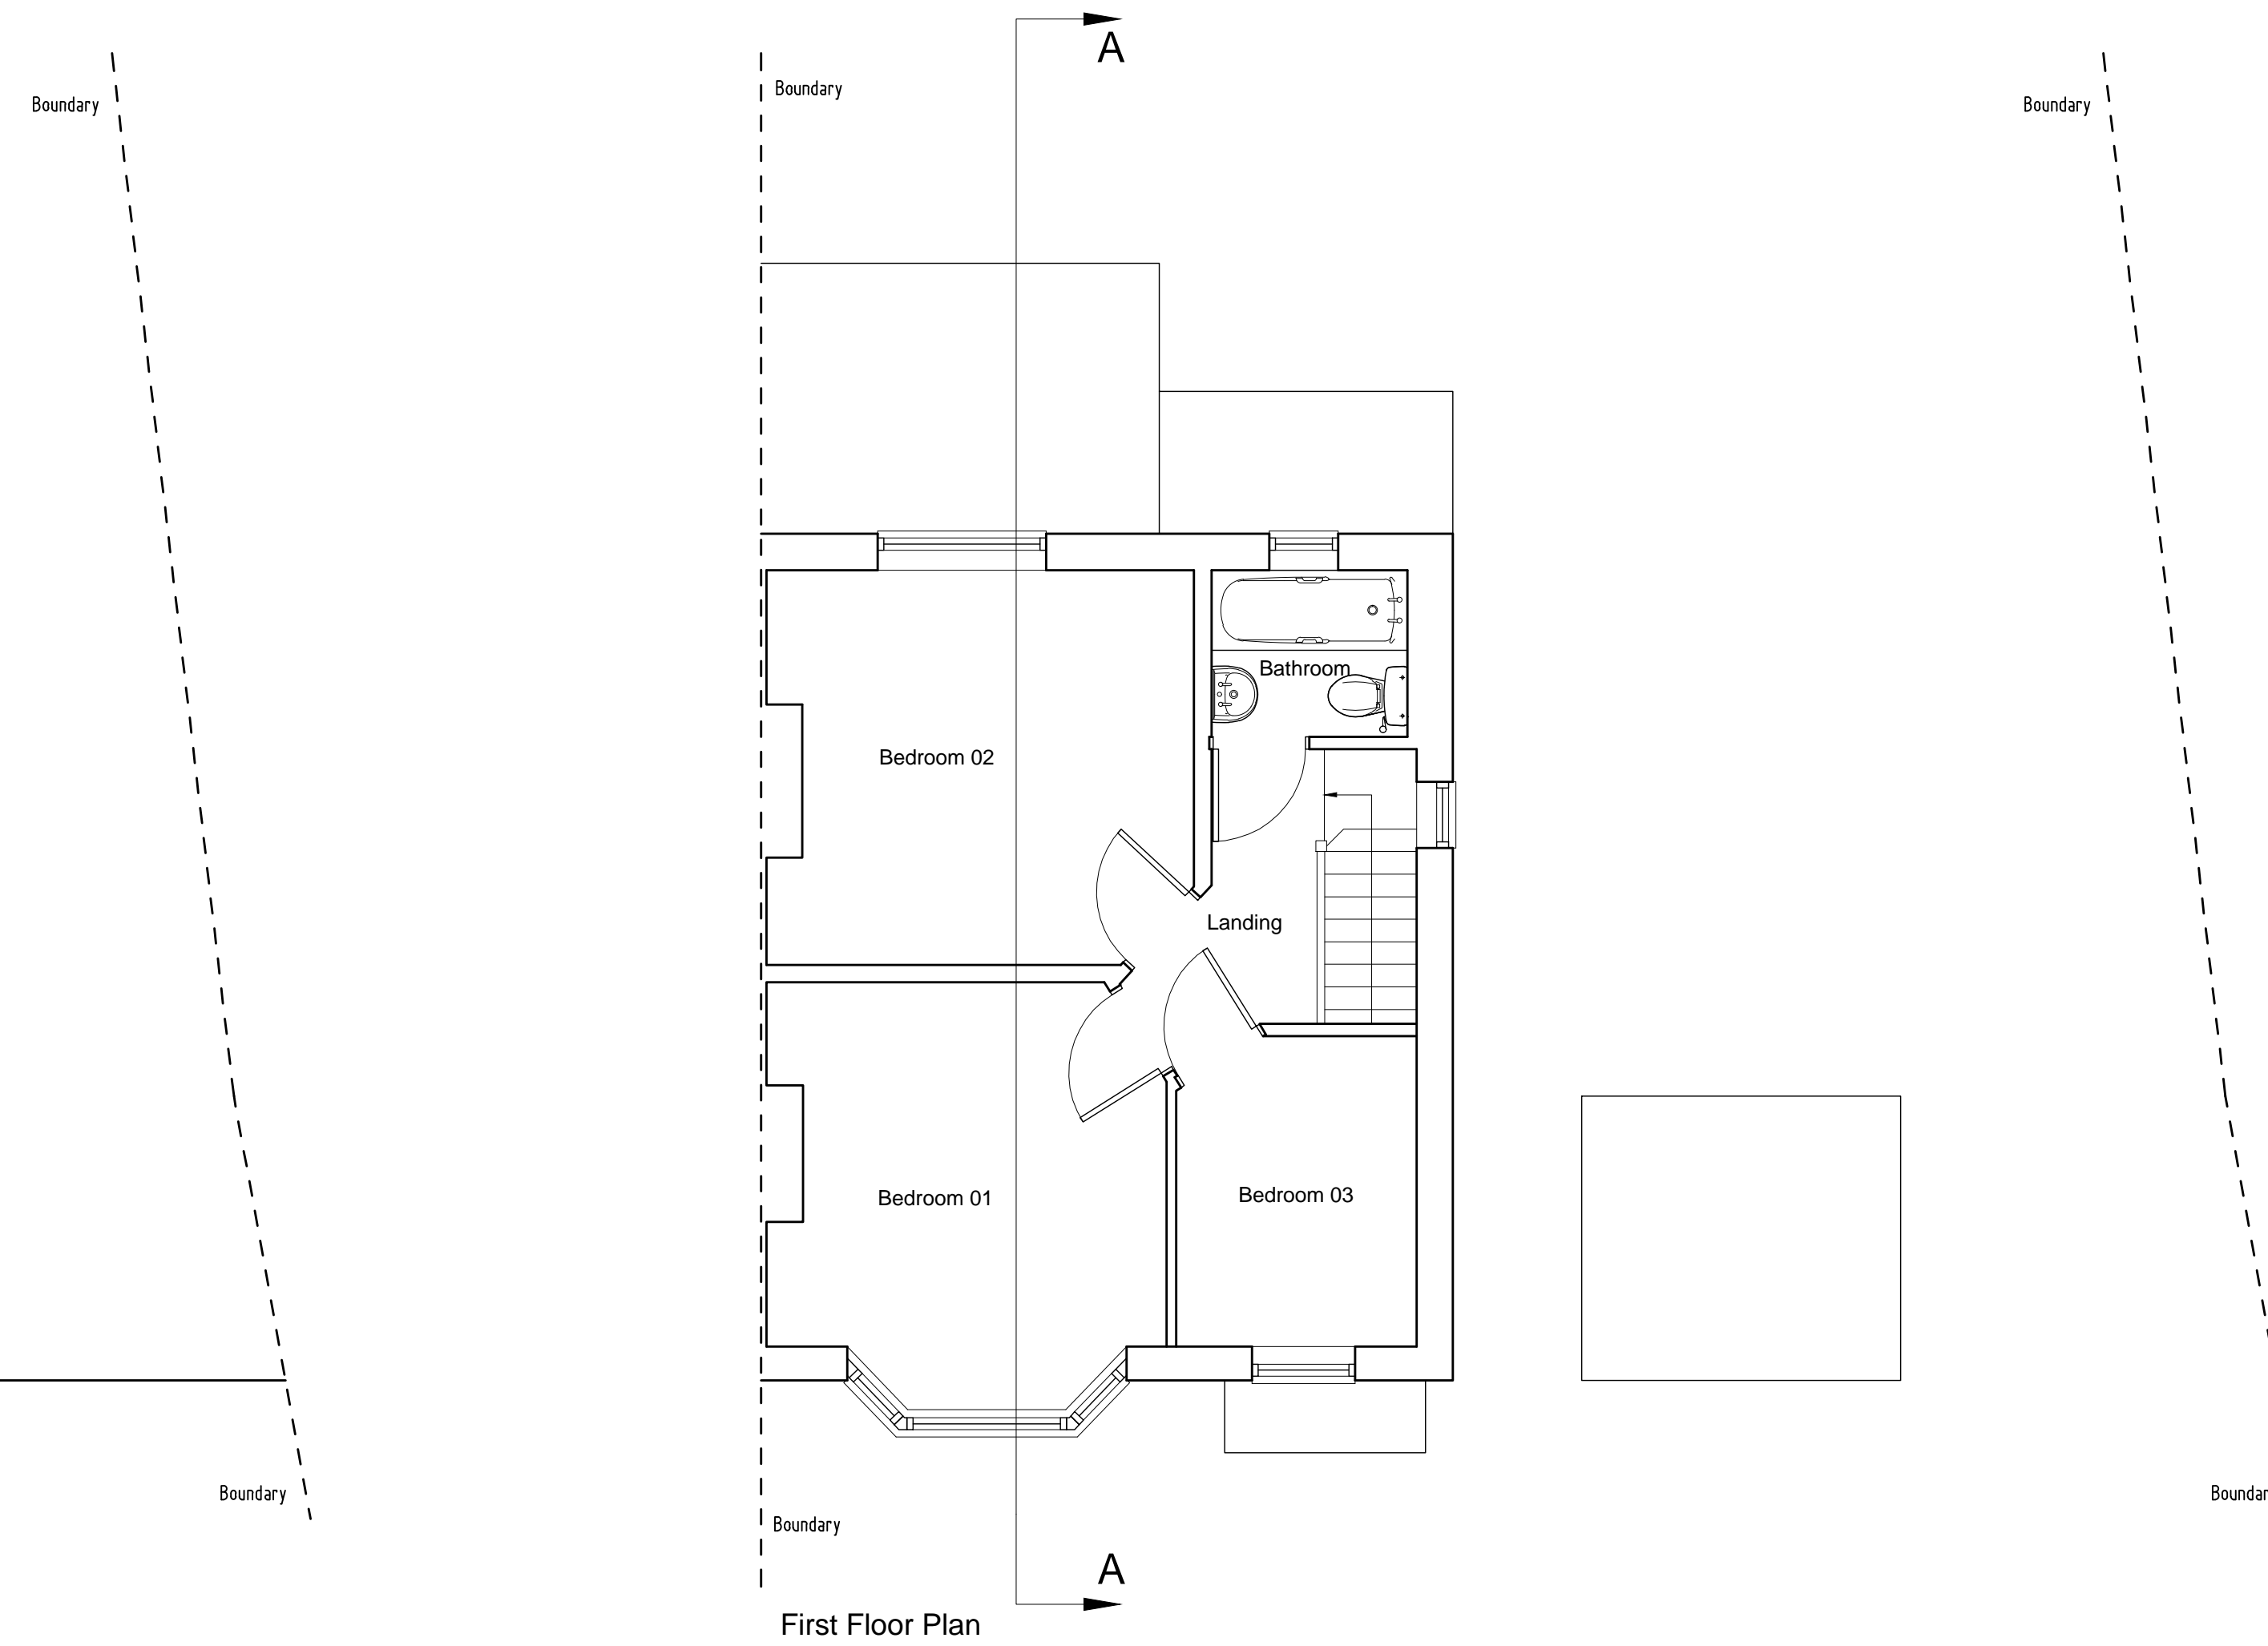 A
Boundary
Boundary
Boundary
Bathroom
Bedroom 02
Landing
Bedroom 01
Bedroom 03
Boundary
Boundar
Boundary
A
First Floor Plan